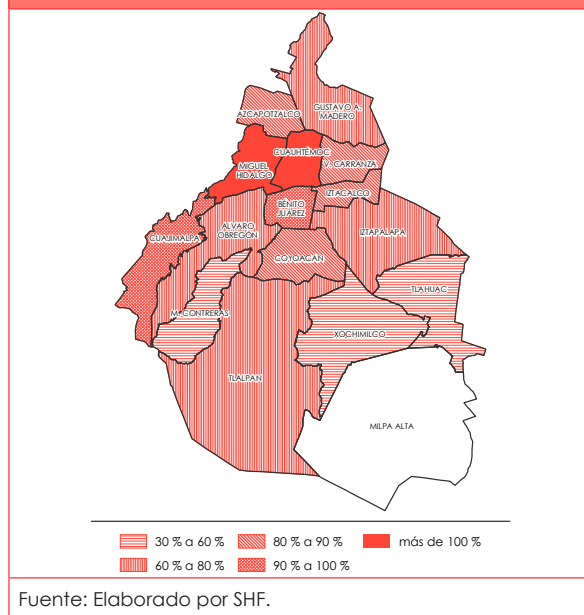 AZCAPOTZALCO
GUSTAVO A.
MADERO
CUAUHTÉMOC
MIGUEL
HIDALGO
V. CARRANZA
IZTACALCO
BENITO
JUÁREZ
CUAJIMALPA
ALVARO
OBREGÓN
IZTAPALAPA
COYOACÁN
TLAHUAC
M. CONTRERAS
XOCHIMILCO
TLALPAN
MILPA ALTA
30 % a 60 %
80 % a 90 %
más de 100 %
60 % a 80 %
90 % a 100 %
Fuente: Elaborado por SHF.